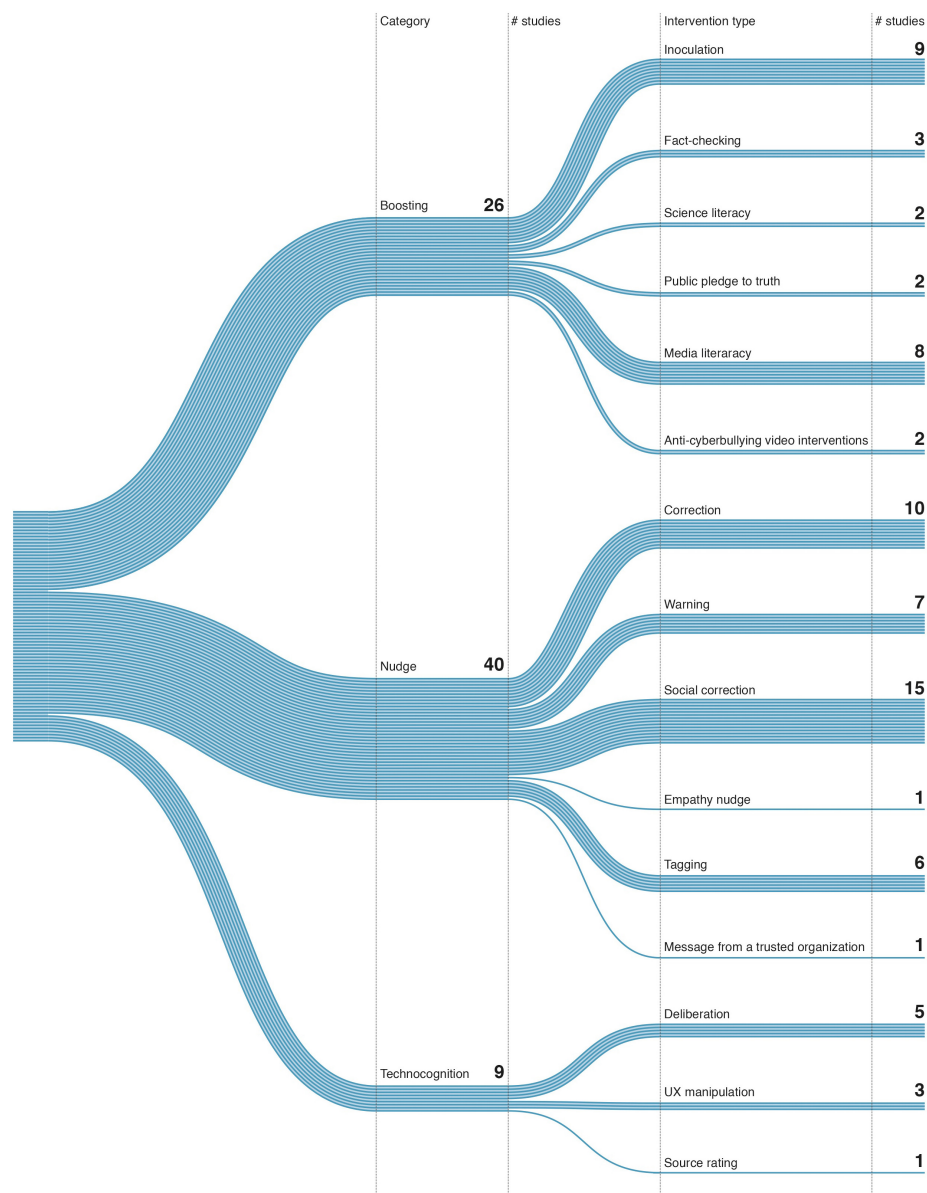 Category # studies Intervention type # studies
Inoculation 9
Fact-checking 3
Boosting 26
Science literacy 2
Public pledge to truth 2
Media literaracy 8
Anti-cyberbullying video interventions 2
Correction 10
Warning 7
Nudge 40
Social correction 15
Empathy nudge 1
Tagging 6
Message from a trusted organization 1
Deliberation 5
Technocognition 9
UX manipulation 3
Source rating 1